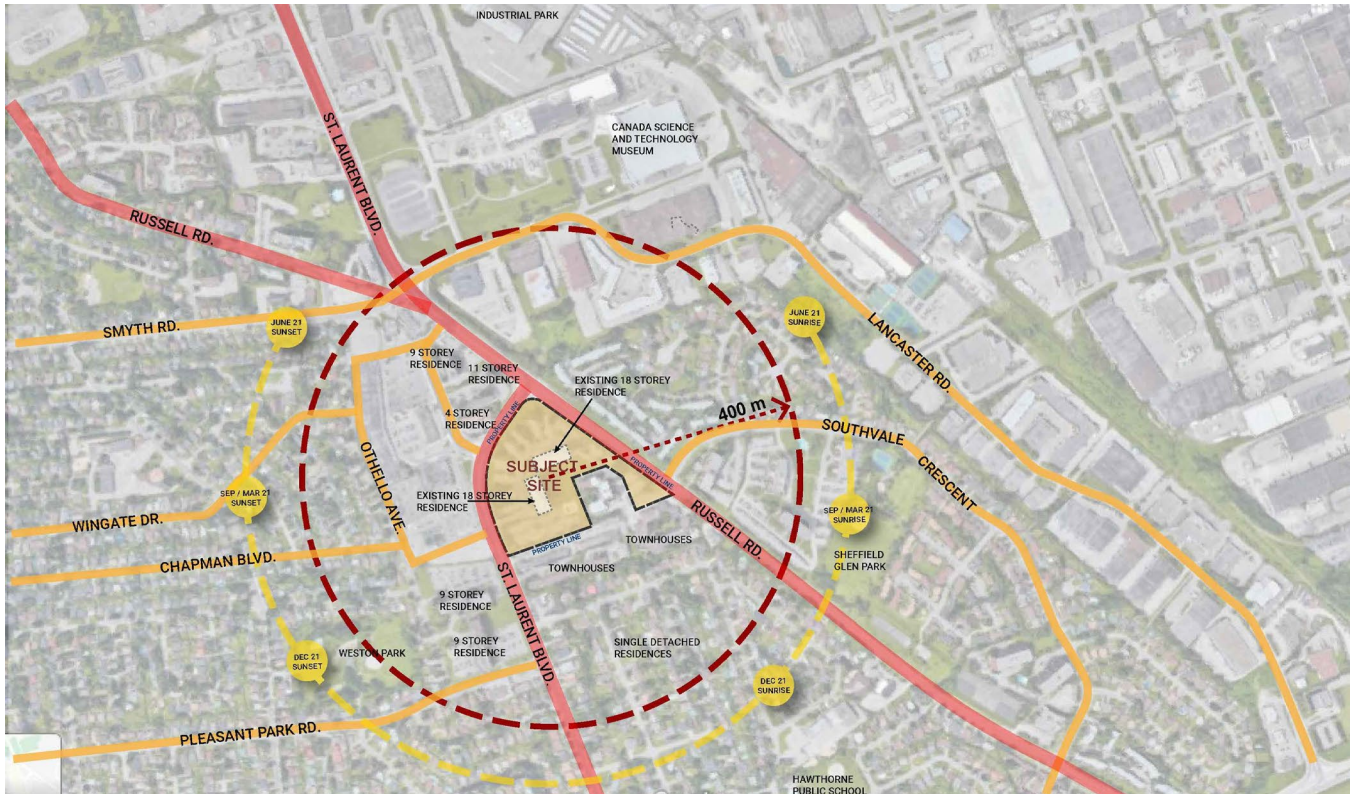 INDUSTRIAL PARK
ST. LAURENT BLVD.
CANADA SCIENCE
AND TECHNOLOGY
MUSEUM
RUSSELL RD.
SMYTH RD.
JUNE 21
SUNSET
JUNE 21
SUNRISE
LANCASTER RD.
9 STOREY
RESIDENCE
11 STOREY
RESIDENCE
EXISTING 18 STOREY
RESIDENCE
400 m
4 STOREY
RESIDENCE
PROPERTY LINE
SOUTHVALE
CRESCENT
OTHELLO AVE.
SUBJECT
SITE
PROPERTY LINE
SEP / MAR 21
SUNSET
EXISTING 18 STOREY
RESIDENCE
SEP / MAR 21
SUNRISE
WINGATE DR.
RUSSELL RD.
PROPERTY LINE
TOWNHOUSES
CHAPMAN BLVD.
TOWNHOUSES
SHEFFIELD
GLEN PARK
9 STOREY
RESIDENCE
ST. LAURENT BLVD.
9 STOREY
RESIDENCE
SINGLE DETACHED
RESIDENCES
WESTON PARK
DEC 21
SUNSET
DEC 21
SUNRISE
PLEASANT PARK RD.
HAWTHORNE
PUBLIC SCHOOL